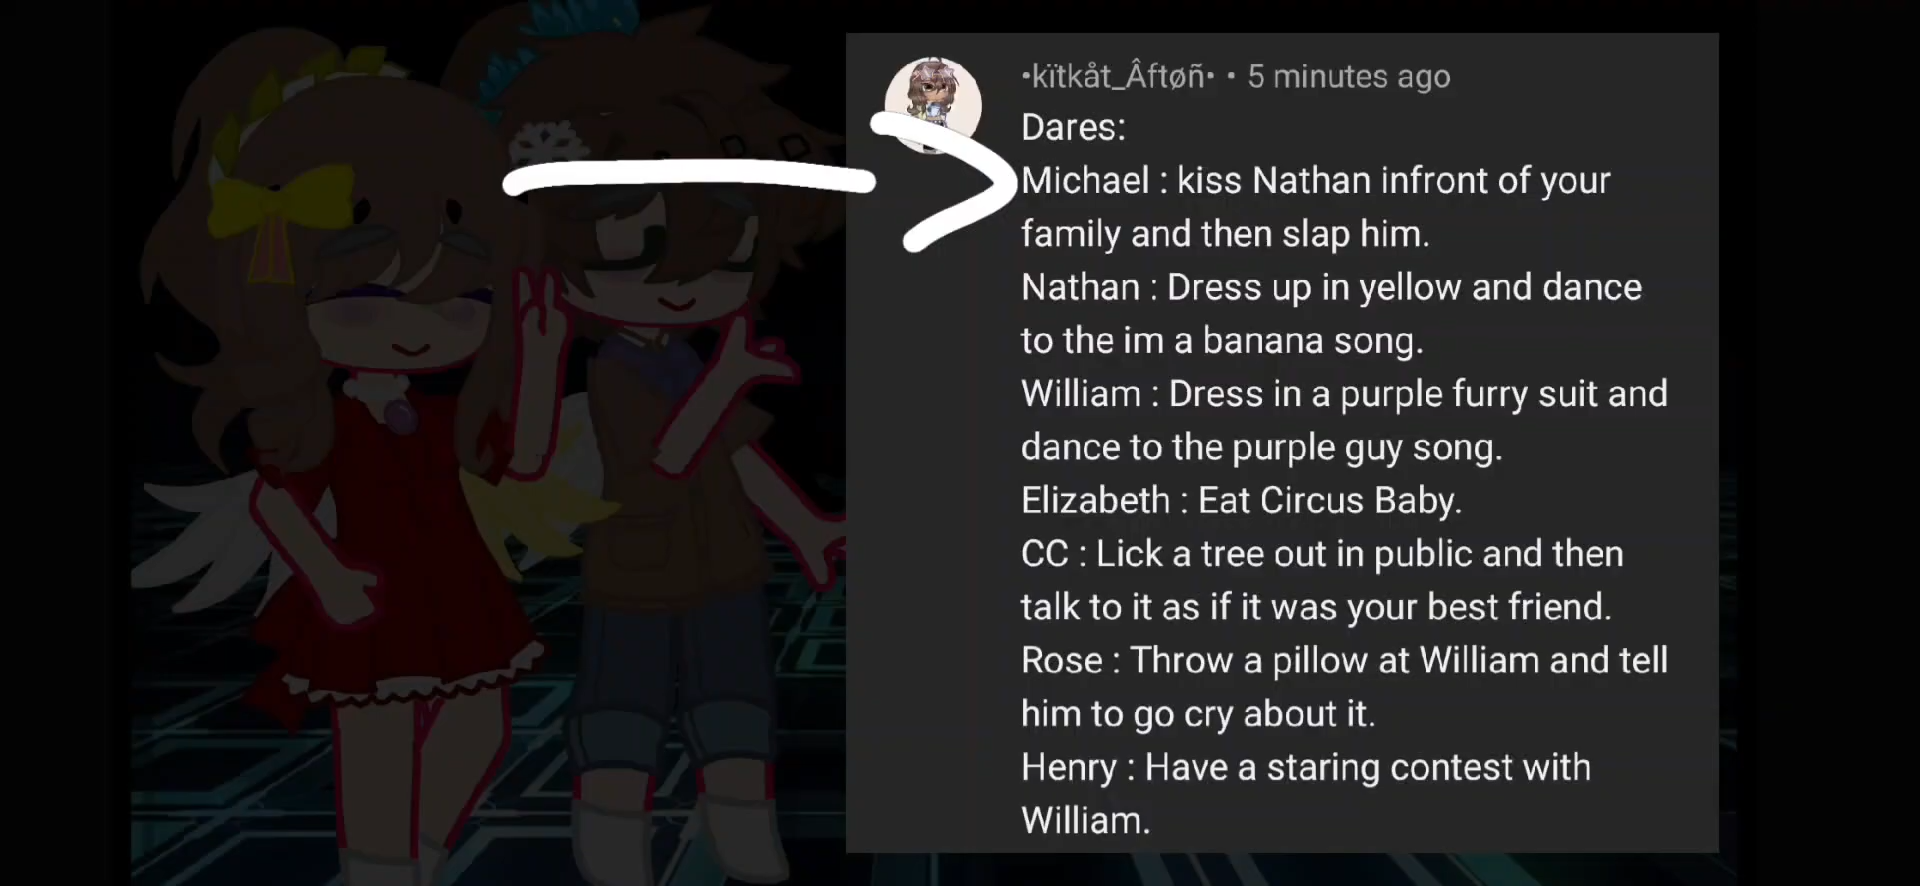 •kïtkåt_Âftøñ• • 5 minutes ago
Dares:
Michael : kiss Nathan infront of your
family and then slap him.
Nathan : Dress up in yellow and dance
to the im a banana song.
William : Dress in a purple furry suit and
dance to the purple guy song.
Elizabeth : Eat Circus Baby.
CC : Lick a tree out in public and then
talk to it as if it was your best friend.
Rose : Throw a pillow at William and tell
him to go cry about it.
Henry : Have a staring contest with
William.